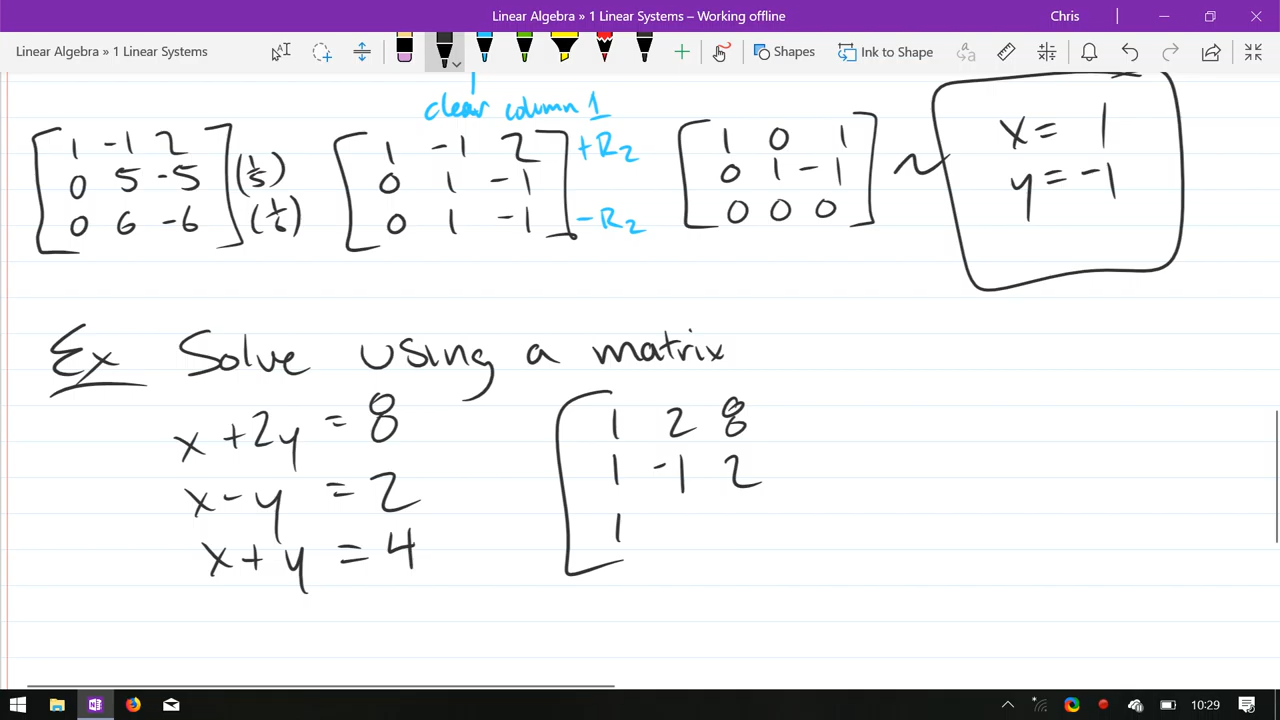 Linear Algebra » 1 Linear Systems – Working offline
Chris
Linear Algebra » 1 Linear Systems
Shapes
Ink to Shape
clear column 1
1 -1 2
0 5 -5 (1/5)
0 6 -6 (1/6)
1 -1 2 +R2
0 1 -1
0 1 -1 -R2
1 0 1
0 1 -1
0 0 0
~
x = 1
y = -1
Ex Solve using a matrix
x + 2y = 8
x - y = 2
x + y = 4
1 2 8
1 -1 2
1
10:29